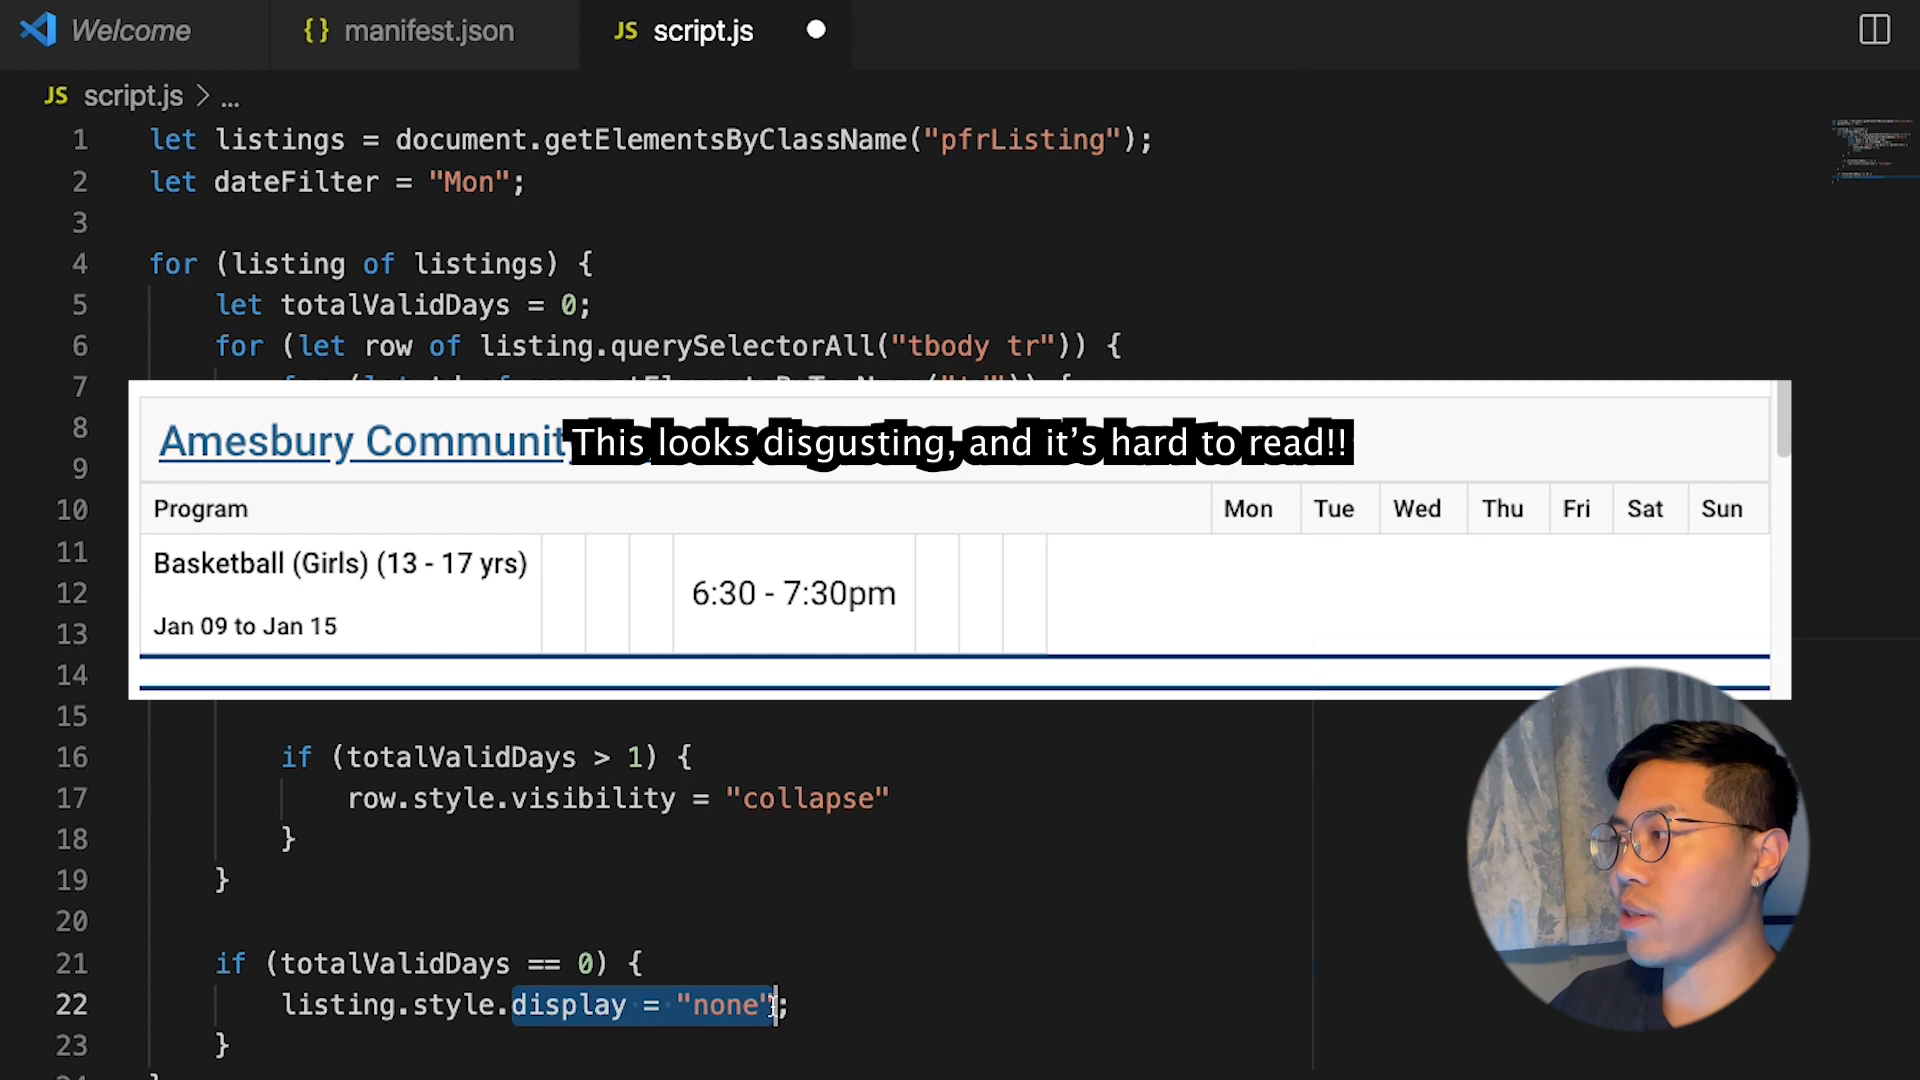 Welcome
{} manifest.json
JS script.js
JS script.js > ...
1 let listings = document.getElementsByClassName("pfrListing");
2 let dateFilter = "Mon";
3
4 for (listing of listings) {
5 let totalValidDays = 0;
6 for (let row of listing.querySelectorAll("tbody tr")) {
7
8
9
10
11
12
13
14
15
16 if (totalValidDays > 1) {
17 row.style.visibility = "collapse"
18 }
19 }
20
21 if (totalValidDays == 0) {
22 listing.style.display = "none";
23 }
Amesbury Communit
This looks disgusting, and it's hard to read!!
Program Mon Tue Wed Thu Fri Sat Sun
Basketball (Girls) (13 - 17 yrs)
6:30 - 7:30pm
Jan 09 to Jan 15